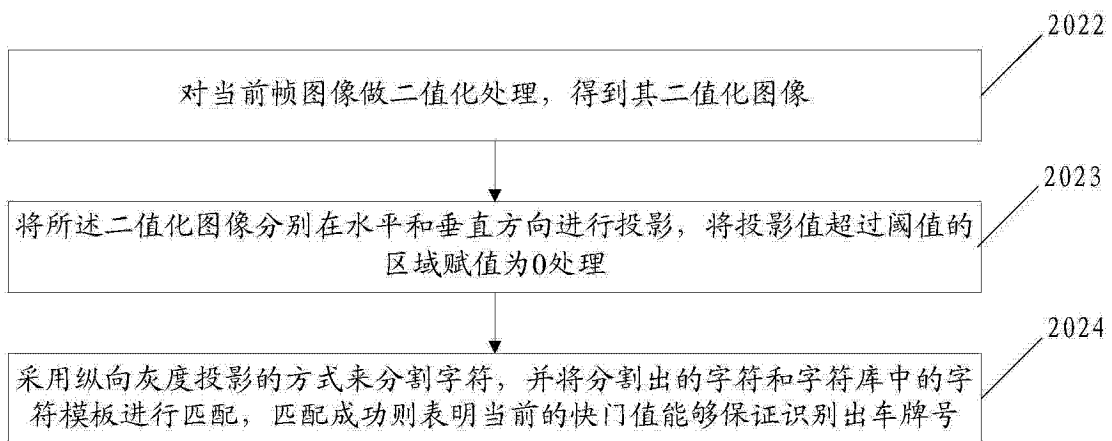 2022
对当前帧图像做二值化处理，得到其二值化图像
2023
将所述二值化图像分别在水平和垂直方向进行投影，将投影值超过阈值的
区域赋值为0处理
2024
采用纵向灰度投影的方式来分割字符，并将分割出的字符和字符库中的字
符模板进行匹配，匹配成功则表明当前的快门值能够保证识别出车牌号